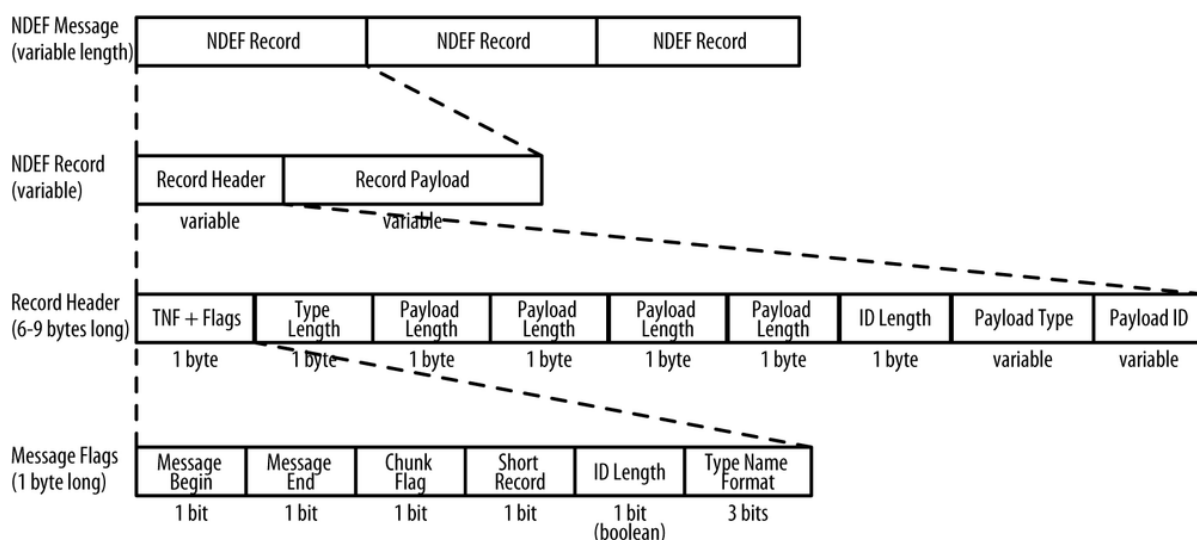 NDEF Message
(variable length)
NDEF Record
NDEF Record
NDEF Record
NDEF Record
(variable)
Record Header
Record Payload
variable
variable
Record Header
(6-9 bytes long)
TNF + Flags
Type
Length
Payload
Length
Payload
Length
Payload
Length
Payload
Length
ID Length
Payload Type
Payload ID
1 byte
1 byte
1 byte
1 byte
1 byte
1 byte
1 byte
variable
variable
Message Flags
(1 byte long)
Message
Begin
Message
End
Chunk
Flag
Short
Record
ID Length
Type Name
Format
1 bit
1 bit
1 bit
1 bit
1 bit
(boolean)
3 bits